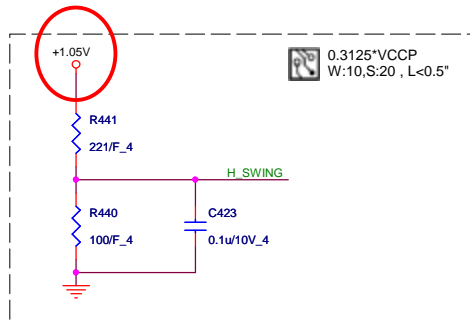 +1.05V
0.3125*VCCP
W:10,S:20 , L<0.5"
R441
221/F_4
H_SWING
R440
100/F_4
C423
0.1u/10V_4